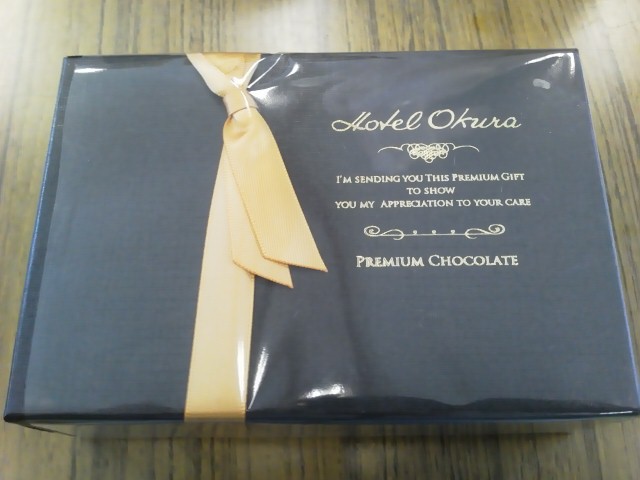 Hotel Okura
I'M SENDING YOU THIS PREMIUM GIFT
TO SHOW
YOU MY APPRECIATION TO YOUR CARE
PREMIUM CHOCOLATE